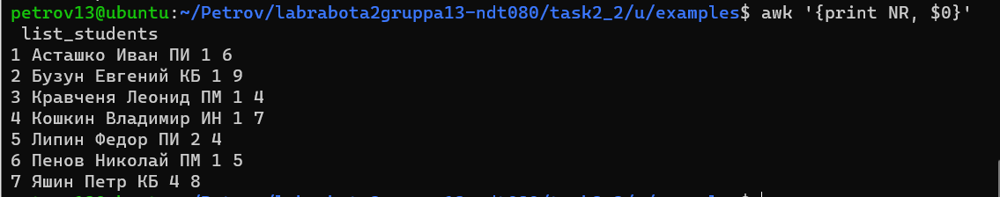 petrov13@ubuntu:~/Petrov/labrabota2gruppa13-ndt080/task2_2/u/examples$ awk '{print NR, $0}'
list_students
1 Асташко Иван ПИ 1 6
2 Бузун Евгений КБ 1 9
3 Кравченя Леонид ПМ 1 4
4 Кошкин Владимир ИН 1 7
5 Липин Федор ПИ 2 4
6 Пенов Николай ПМ 1 5
7 Яшин Петр КБ 4 8